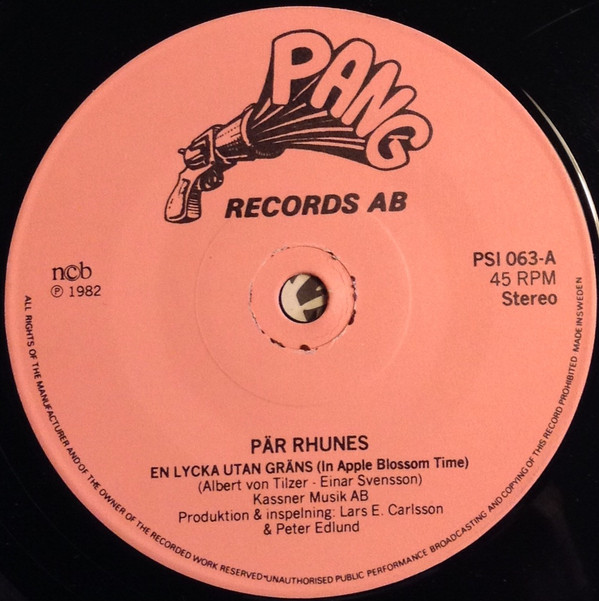 PANG
RECORDS AB
ncb
℗ 1982
PSI 063-A
45 RPM
Stereo
PÄR RHUNES
EN LYCKA UTAN GRÄNS (In Apple Blossom Time)
(Albert von Tilzer - Einar Svensson)
Kassner Musik AB
Produktion & inspelning: Lars E. Carlsson
& Peter Edlund
ALL RIGHTS OF THE MANUFACTURER AND OF THE OWNER OF THE RECORDED WORK RESERVED·UNAUTHORISED PUBLIC PERFORMANCE BROADCASTING AND COPYING OF THIS RECORD PROHIBITED MADE IN SWEDEN